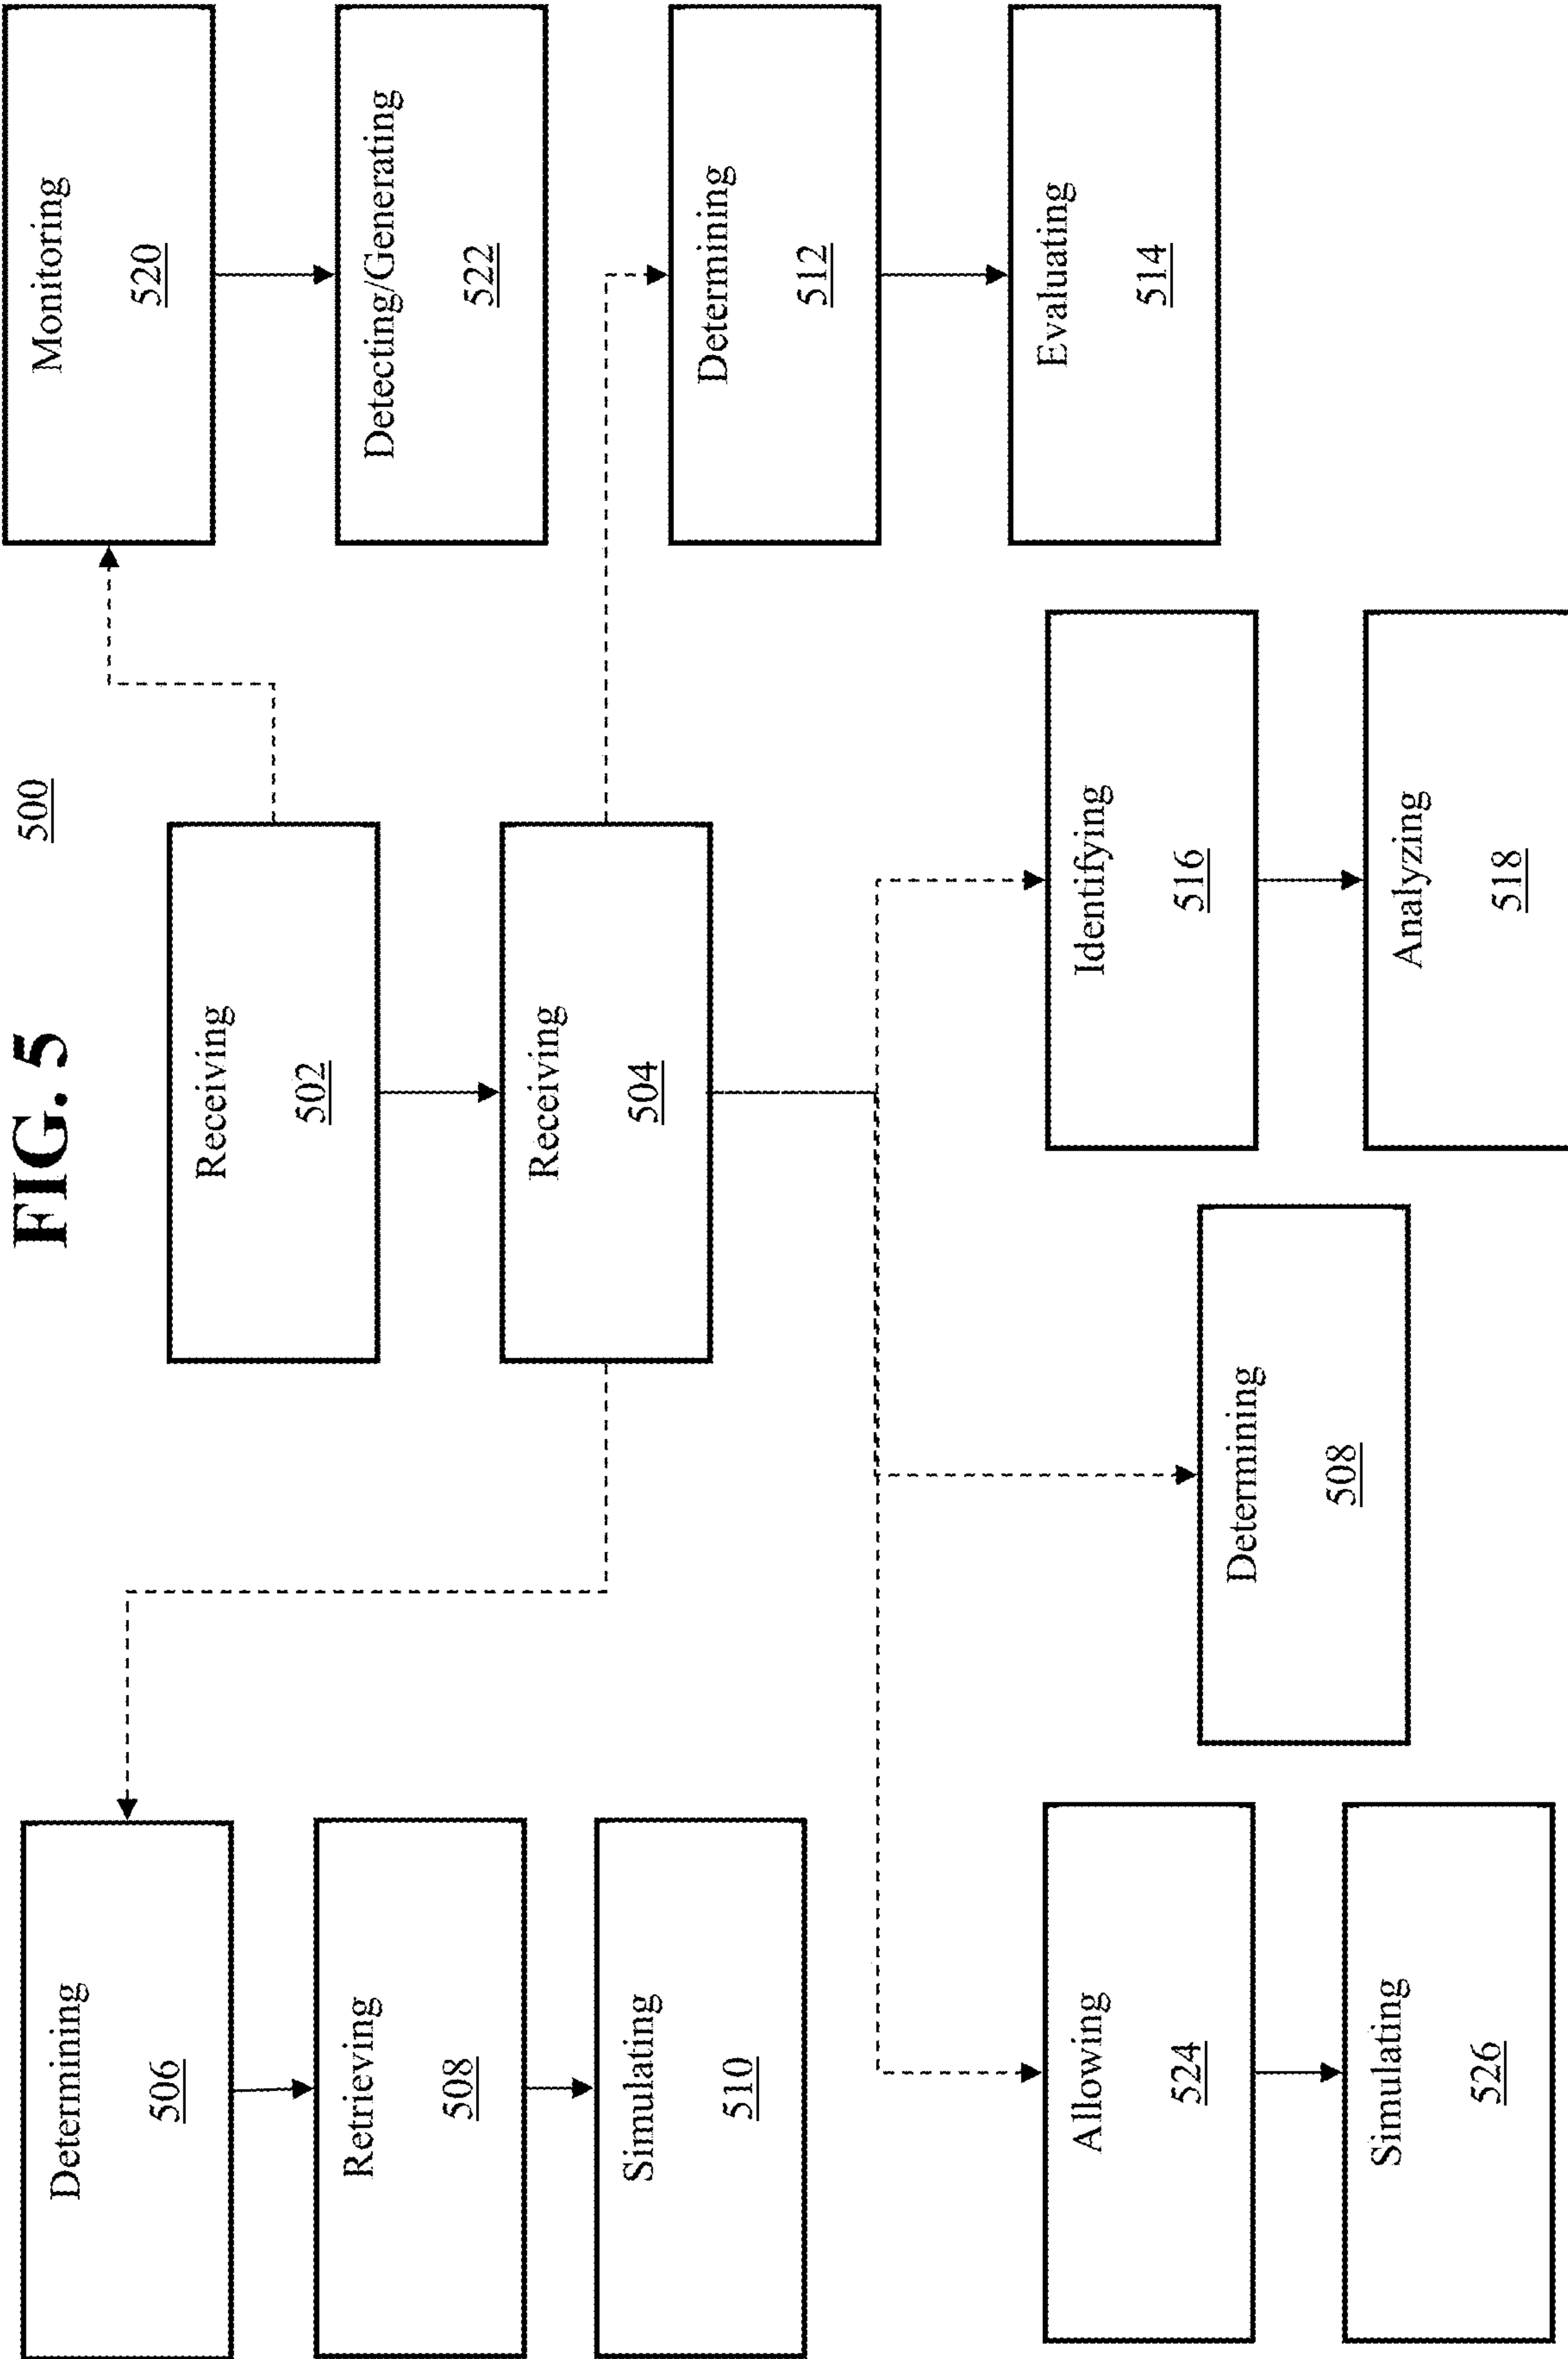 FIG. 5
500
Determining
506
Retrieving
508
Simulating
510
Receiving
502
Receiving
504
Monitoring
520
Detecting/Generating
522
Determining
512
Evaluating
514
Allowing
524
Simulating
526
Determining
508
Identifying
516
Analyzing
518